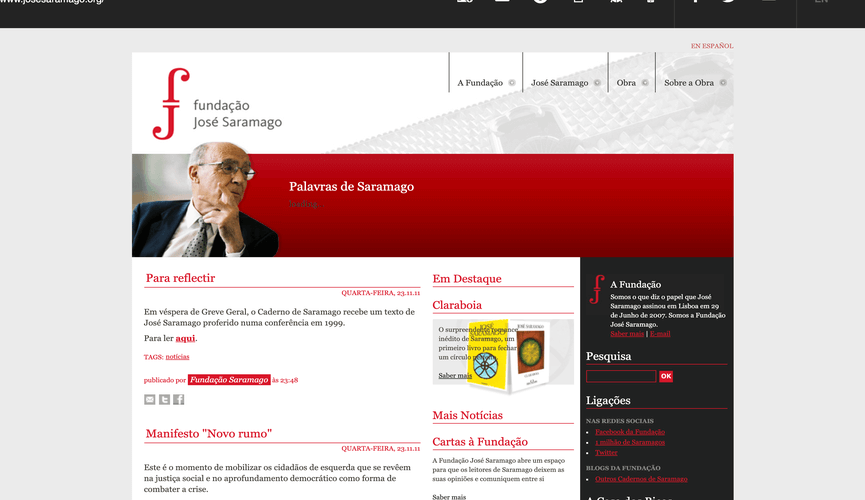 www.josesaramago.org/
EN
EN ESPAÑOL
fundação
José Saramago
A Fundação
José Saramago
Obra
Sobre a Obra
Palavras de Saramago
loading
Para reflectir
QUARTA-FEIRA, 23.11.11
Em véspera de Greve Geral, o Caderno de Saramago recebe um texto de
José Saramago proferido numa conferência em 1999.
Para ler aqui.
TAGS: notícias
publicado por Fundação Saramago às 23:48
Manifesto "Novo rumo"
QUARTA-FEIRA, 23.11.11
Este é o momento de mobilizar os cidadãos de esquerda que se revêem
na justiça social e no aprofundamento democrático como forma de
combater a crise.
Em Destaque
Claraboia
O surpreendente romance
inédito de Saramago, um
primeiro livro para fechar
um círculo
Saber mais
JOSÉ SARAMAGO
Mais Notícias
Cartas à Fundação
A Fundação José Saramago abre um espaço
para que os leitores de Saramago deixem as
suas opiniões e comuniquem entre si
Saber mais
A Fundação
Somos o que diz o papel que José
Saramago assinou em Lisboa em 29
de Junho de 2007. Somos a Fundação
José Saramago.
Saber mais | E-mail
Pesquisa
OK
Ligações
NAS REDES SOCIAIS
Facebook da Fundação
1 milhão de Saramagos
Twitter
BLOGS DA FUNDAÇÃO
Outros Cadernos de Saramago
A Casa dos Bicos